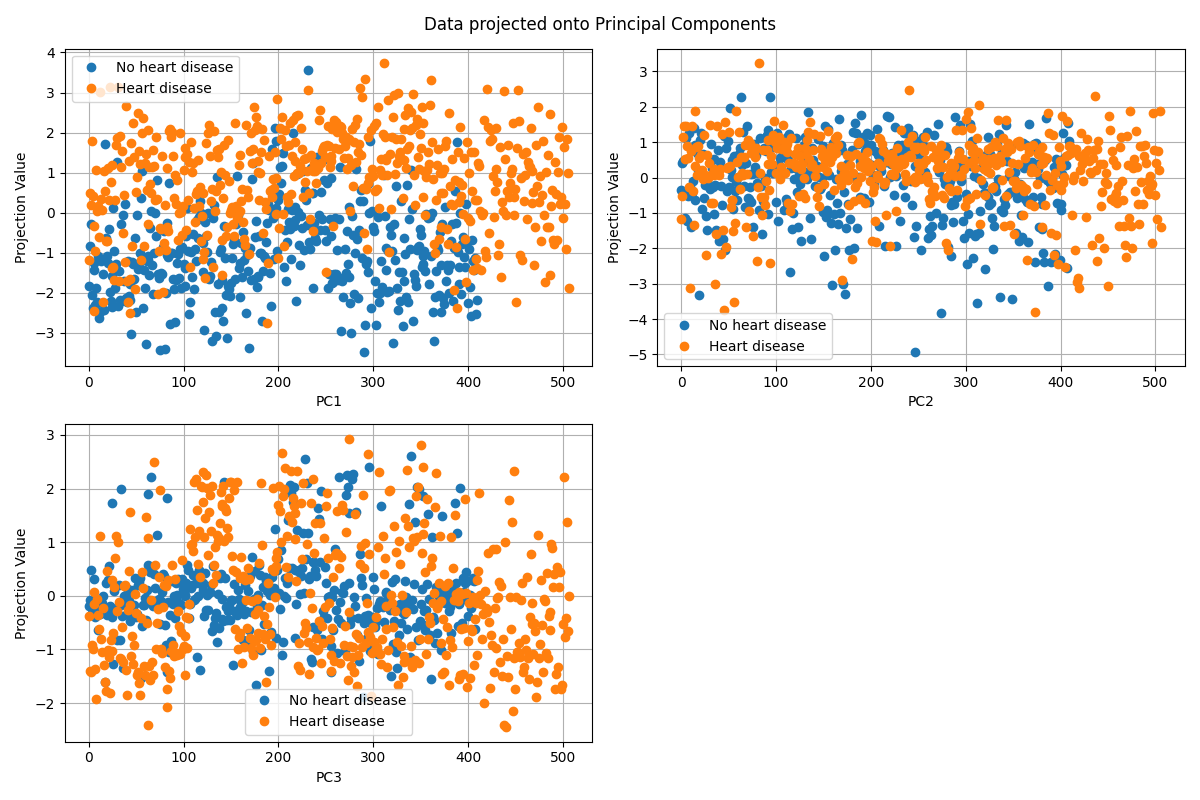 Data projected onto Principal Components
4
3
2
1
0
−1
−2
−3
Projection Value
No heart disease
Heart disease
0 100 200 300 400 500
PC1
3
2
1
0
−1
−2
−3
−4
−5
Projection Value
No heart disease
Heart disease
0 100 200 300 400 500
PC2
3
2
1
0
−1
−2
Projection Value
No heart disease
Heart disease
0 100 200 300 400 500
PC3